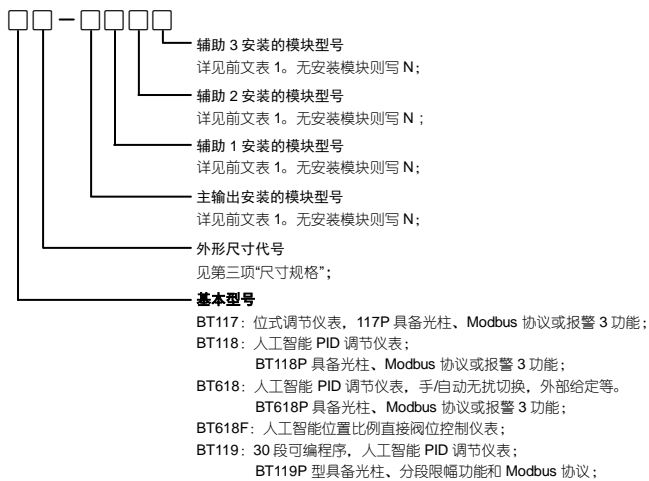 辅助 3 安装的模块型号
详见前文表 1。无安装模块则写 N；
辅助 2 安装的模块型号
详见前文表 1。无安装模块则写 N ；
辅助 1 安装的模块型号
详见前文表 1。无安装模块则写 N；
主输出安装的模块型号
详见前文表 1。无安装模块则写 N；
外形尺寸代号
见第三项“尺寸规格”；
基本型号
BT117：位式调节仪表，117P 具备光柱、Modbus 协议或报警 3 功能；
BT118：人工智能 PID 调节仪表；
BT118P 具备光柱、Modbus 协议或报警 3 功能；
BT618：人工智能 PID 调节仪表，手/自动无扰切换，外部给定等。
BT618P 具备光柱、Modbus 协议或报警 3 功能；
BT618F：人工智能位置比例直接阀位控制仪表；
BT119：30 段可编程序，人工智能 PID 调节仪表；
BT119P 型具备光柱、分段限幅功能和 Modbus 协议；